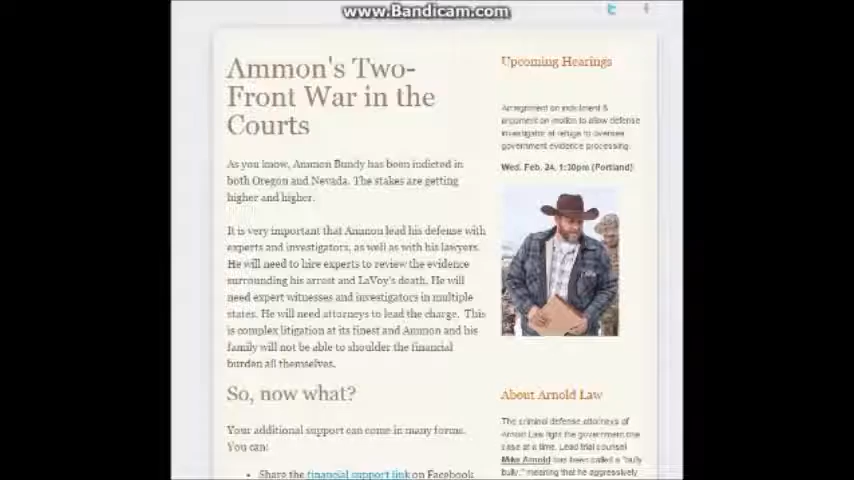 www.Bandicam.com
Ammon's Two-
Front War in the
Courts
As you know, Ammon Bundy has been indicted in
both Oregon and Nevada. The stakes are getting
higher and higher.
It is very important that Ammon lead his defense with
experts and investigators, as well as with his lawyers.
He will need to hire experts to review the evidence
surrounding his arrest and LaVoy's death. He will
need expert witnesses and investigators in multiple
states. He will need attorneys to lead the charge. This
is complex litigation at its finest and Ammon and his
family will not be able to shoulder the financial
burden all themselves.
So, now what?
Your additional support can come in many forms.
You can:
• Share the financial support link on Facebook
Upcoming Hearings
Arraignment on indictment &
argument on motion to allow defense
investigator at refuge to oversee
government evidence processing.
Wed. Feb. 24, 1:30pm (Portland)
About Arnold Law
The criminal defense attorneys of
Arnold Law fight the government one
case at a time. Lead trial counsel
Mike Arnold has been called a "bully
bully," meaning that he aggressively